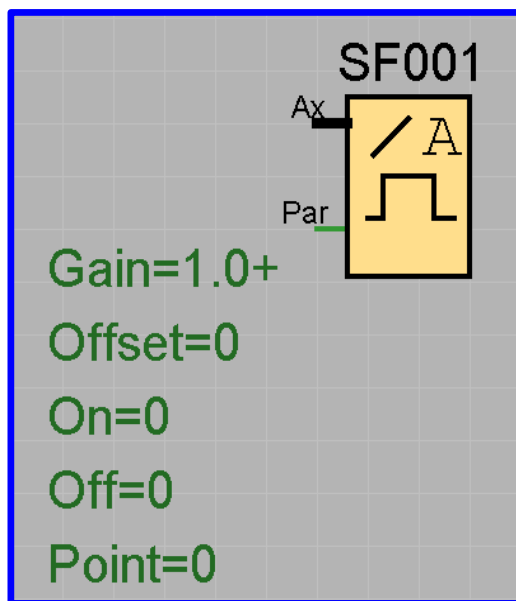 SF001
Ax
A
Par
Gain=1.0+
Offset=0
On=0
Off=0
Point=0